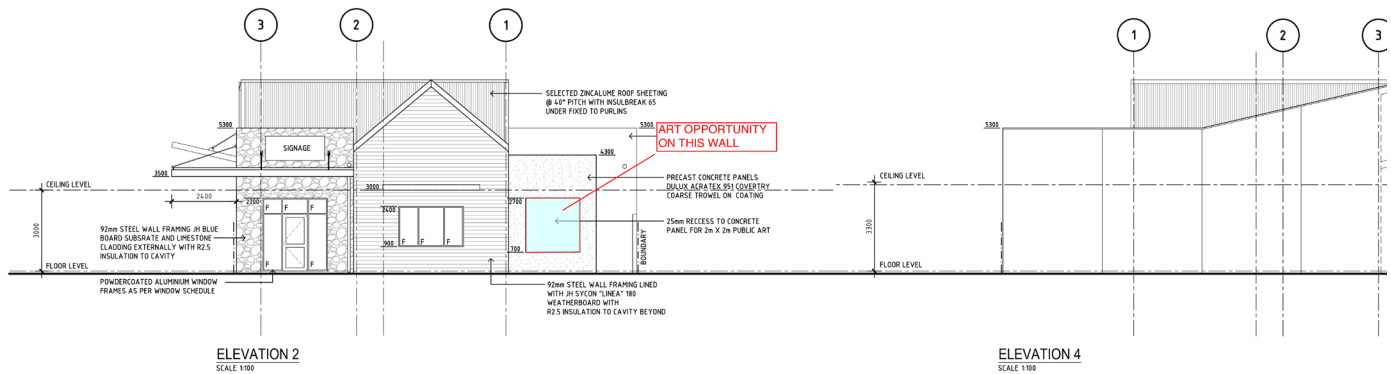 3
2
1
1
2
3
SELECTED ZINCALUME ROOF SHEETING
@ 40° PITCH WITH INSULBREAK 65
UNDER FIXED TO PURLINS
5300
5300
5300
ART OPPORTUNITY
ON THIS WALL
SIGNAGE
4300
3500
PRECAST CONCRETE PANELS
DULUX ACRATEX 951 COVERTRY
COARSE TROWEL ON COATING
CEILING LEVEL
CEILING LEVEL
3000
2400
2700
2700
F
F
F
2400
25mm RECCESS TO CONCRETE
PANEL FOR 2m X 2m PUBLIC ART
92mm STEEL WALL FRAMING JH BLUE
BOARD SUBSRATE AND LIMESTONE
CLADDING EXTERNALLY WITH R2.5
INSULATION TO CAVITY
3000
3300
900
F
F
F
700
BOUNDARY
FLOOR LEVEL
F
F
FLOOR LEVEL
POWDERCOATED ALUMINIUM WINDOW
FRAMES AS PER WINDOW SCHEDULE
92mm STEEL WALL FRAMING LINED
WITH JH SYCON "LINEA" 180
WEATHERBOARD WITH
R2.5 INSULATION TO CAVITY BEYOND
ELEVATION 2
SCALE 1:100
ELEVATION 4
SCALE 1:100